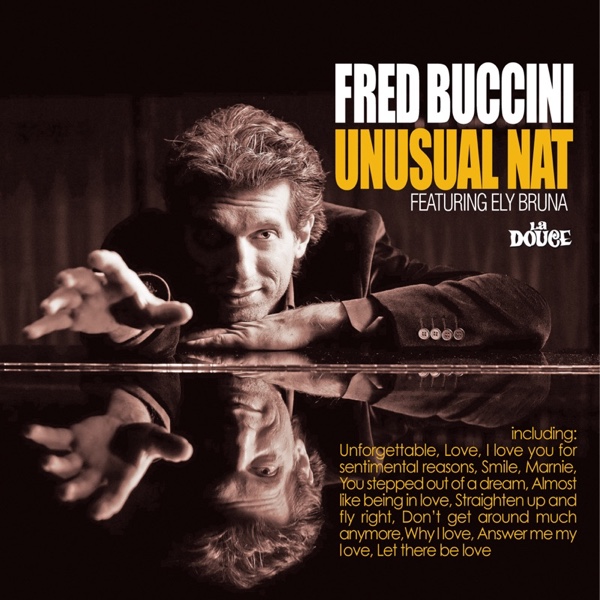 FRED BUCCINI
UNUSUAL NAT
FEATURING ELY BRUNA
La
DOUCE
including:
Unforgettable, Love, I love you for
sentimental reasons, Smile, Marnie,
You stepped out of a dream, Almost
like being in love, Straighten up and
fly right, Don't get around much
anymore,Why I love, Answer me my
love, Let there be love